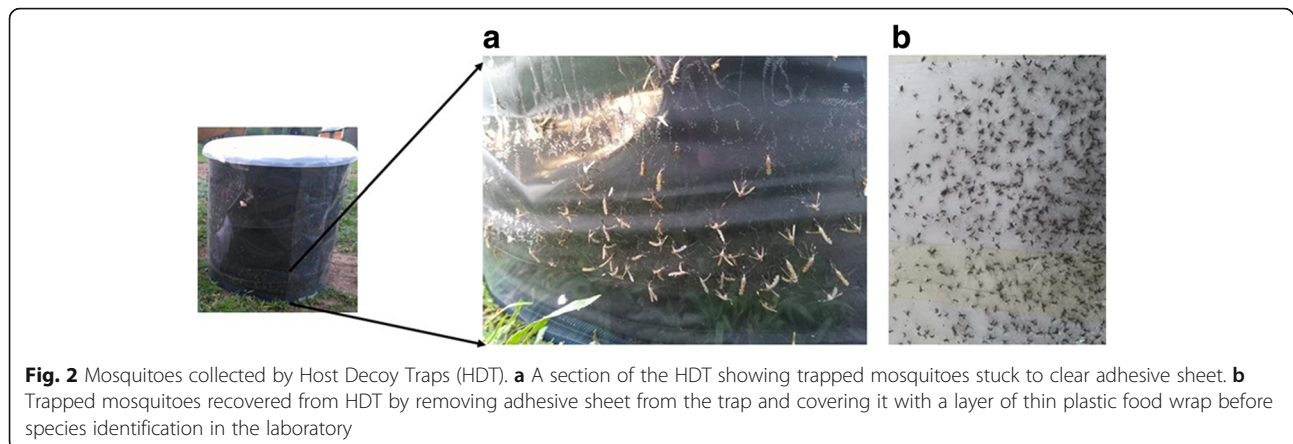 a
b
Fig. 2 Mosquitoes collected by Host Decoy Traps (HDT). a A section of the HDT showing trapped mosquitoes stuck to clear adhesive sheet. b
Trapped mosquitoes recovered from HDT by removing adhesive sheet from the trap and covering it with a layer of thin plastic food wrap before
species identification in the laboratory